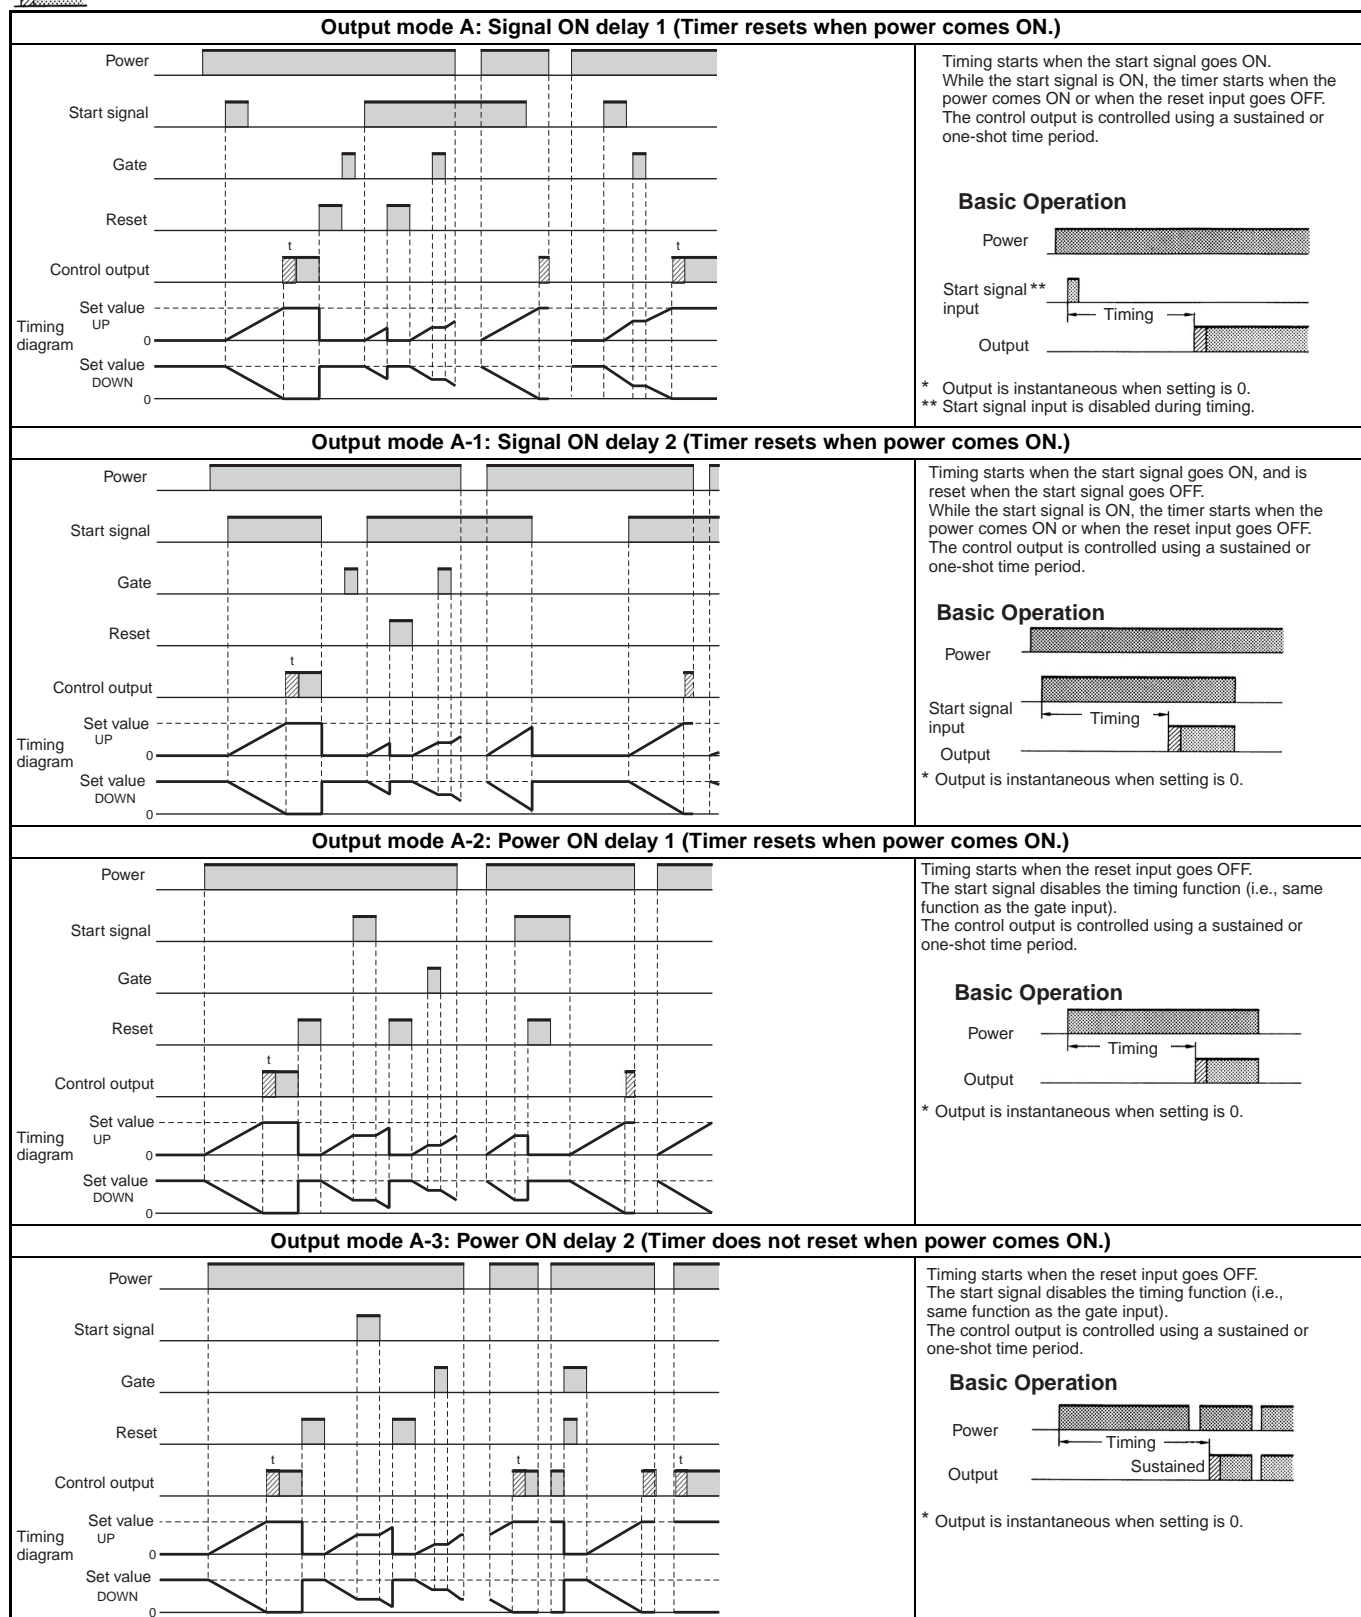 Output mode A: Signal ON delay 1 (Timer resets when power comes ON.)
Power
Start signal
Gate
Reset
t
t
Control output
Set value
UP
Timing
diagram
0
Set value
DOWN
0
Timing starts when the start signal goes ON.
While the start signal is ON, the timer starts when the
power comes ON or when the reset input goes OFF.
The control output is controlled using a sustained or
one-shot time period.
Basic Operation
Power
Start signal **
input
Timing
Output
* Output is instantaneous when setting is 0.
** Start signal input is disabled during timing.
Output mode A-1: Signal ON delay 2 (Timer resets when power comes ON.)
Power
Start signal
Gate
Reset
t
Control output
Set value
UP
Timing
diagram
0
Set value
DOWN
0
Timing starts when the start signal goes ON, and is
reset when the start signal goes OFF.
While the start signal is ON, the timer starts when the
power comes ON or when the reset input goes OFF.
The control output is controlled using a sustained or
one-shot time period.
Basic Operation
Power
Start signal
input
Timing
Output
* Output is instantaneous when setting is 0.
Output mode A-2: Power ON delay 1 (Timer resets when power comes ON.)
Power
Start signal
Gate
Reset
t
Control output
Set value
UP
Timing
diagram
0
Set value
DOWN
0
Timing starts when the reset input goes OFF.
The start signal disables the timing function (i.e., same
function as the gate input).
The control output is controlled using a sustained or
one-shot time period.
Basic Operation
Power
Timing
Output
* Output is instantaneous when setting is 0.
Output mode A-3: Power ON delay 2 (Timer does not reset when power comes ON.)
Power
Start signal
Gate
Reset
t
t
t
Control output
Set value
UP
Timing
diagram
0
Set value
DOWN
0
Timing starts when the reset input goes OFF.
The start signal disables the timing function (i.e.,
same function as the gate input).
The control output is controlled using a sustained or
one-shot time period.
Basic Operation
Power
Timing
Sustained
Output
* Output is instantaneous when setting is 0.